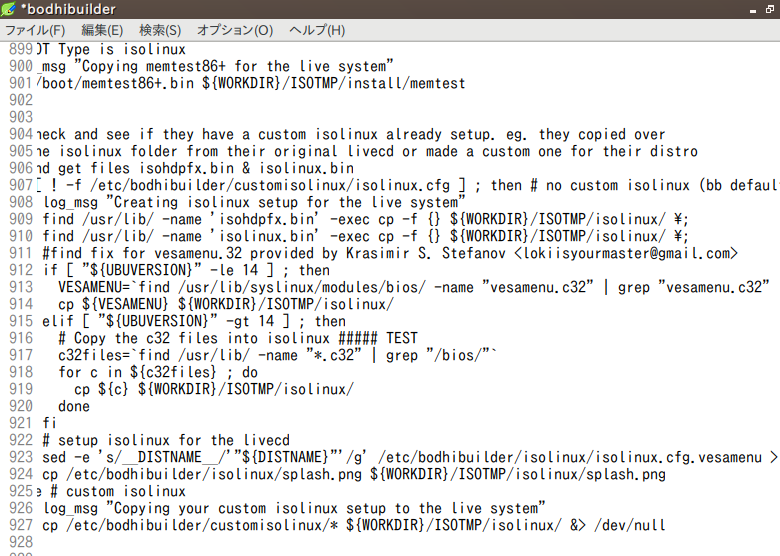 *bodhibuilder
ファイル(F) 編集(E) 検索(S) オプション(O) ヘルプ(H)
899 OT Type is isolinux
900 _msg "Copying memtest86+ for the live system"
901 /boot/memtest86+.bin ${WORKDIR}/ISOTMP/install/memtest
902
903
904 heck and see if they have a custom isolinux already setup. eg. they copied over
905 he isolinux folder from their original livecd or made a custom one for their distro
906 nd get files isohdpfx.bin & isolinux.bin
907 [ ! -f /etc/bodhibuilder/customisolinux/isolinux.cfg ] ; then # no custom isolinux (bb defau
908 log_msg "Creating isolinux setup for the live system"
909 find /usr/lib/ -name 'isohdpfx.bin' -exec cp -f {} ${WORKDIR}/ISOTMP/isolinux/ ¥;
910 find /usr/lib/ -name 'isolinux.bin' -exec cp -f {} ${WORKDIR}/ISOTMP/isolinux/ ¥;
911 #find fix for vesamenu.32 provided by Krasimir S. Stefanov <lokiisyourmaster@gmail.com>
912 if [ "${UBUVERSION}" -le 14 ] ; then
913 VESAMENU=`find /usr/lib/syslinux/modules/bios/ -name "vesamenu.c32" | grep "vesamenu.c32"
914 cp ${VESAMENU} ${WORKDIR}/ISOTMP/isolinux/
915 elif [ "${UBUVERSION}" -gt 14 ] ; then
916 # Copy the c32 files into isolinux ##### TEST
917 c32files=`find /usr/lib/ -name "*.c32" | grep "/bios/"`
918 for c in ${c32files} ; do
919 cp ${c} ${WORKDIR}/ISOTMP/isolinux/
920 done
921 fi
922 # setup isolinux for the livecd
923 sed -e 's/__DISTNAME__/'"${DISTNAME}"'/g' /etc/bodhibuilder/isolinux/isolinux.cfg.vesamenu >
924 cp /etc/bodhibuilder/isolinux/splash.png ${WORKDIR}/ISOTMP/isolinux/splash.png
925 e # custom isolinux
926 log_msg "Copying your custom isolinux setup to the live system"
927 cp /etc/bodhibuilder/customisolinux/* ${WORKDIR}/ISOTMP/isolinux/ &> /dev/null
928